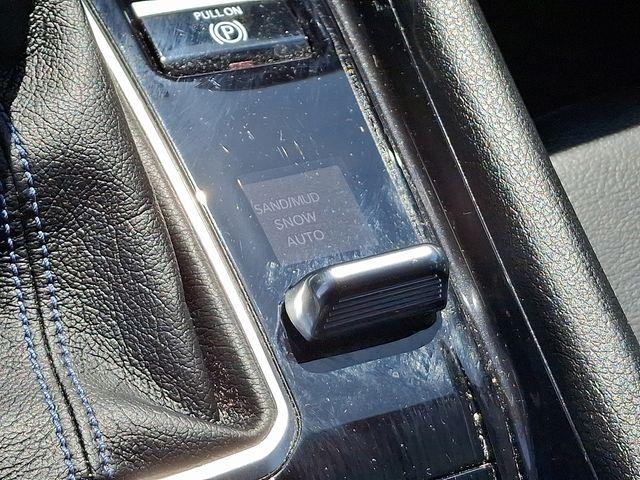 PULL ON
(P)
SAND/MUD
SNOW
AUTO